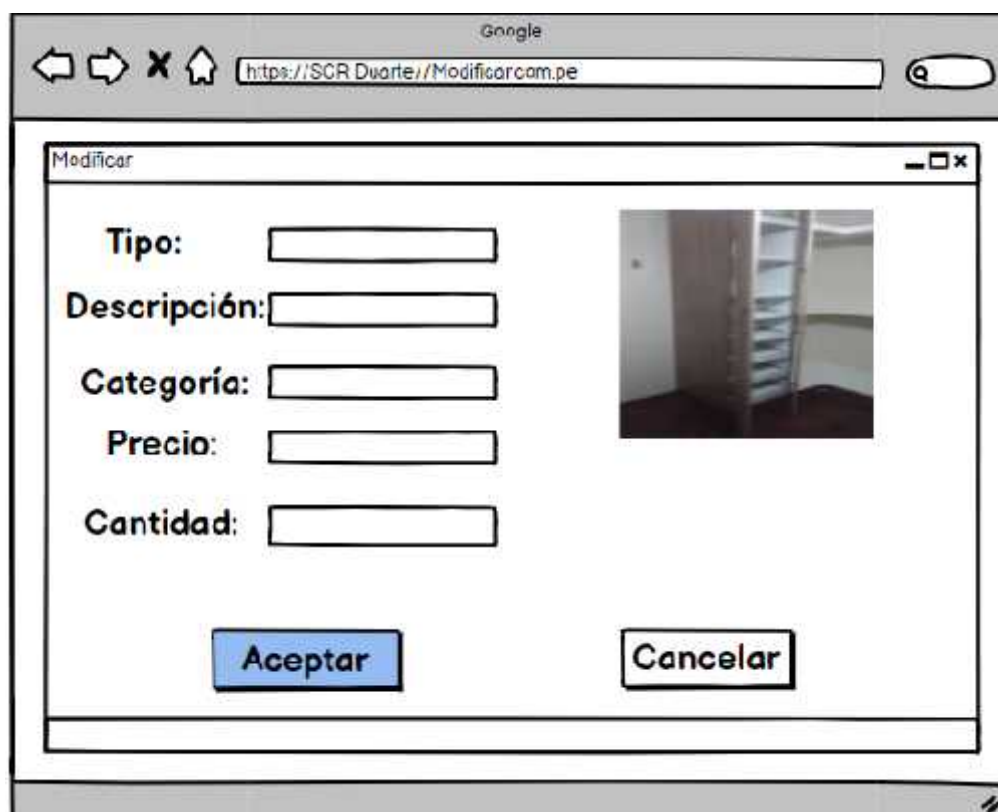 Google
https://SCR Duarte//Modificarcom.pe
Modificar
Tipo:
Descripción:
Categoría:
Precio:
Cantidad:
Aceptar
Cancelar